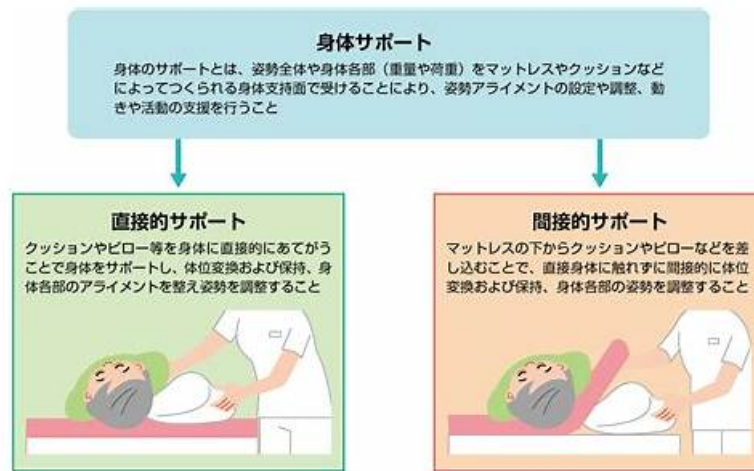 身体サポート
身体のサポートとは、姿勢全体や身体各部（重量や荷重）をマットレスやクッションなど
によってつくられる身体支持面で受けることにより、姿勢アライメントの設定や調整、動
きや活動の支援を行うこと
直接的サポート
クッションやピロー等を身体に直接的にあてがう
ことで身体をサポートし、体位変換および保持、身
体各部のアライメントを整え姿勢を調整すること
間接的サポート
マットレスの下からクッションやピローなどを差
し込むことで、直接身体に触れずに間接的に体位
変換および保持、身体各部の姿勢を調整すること